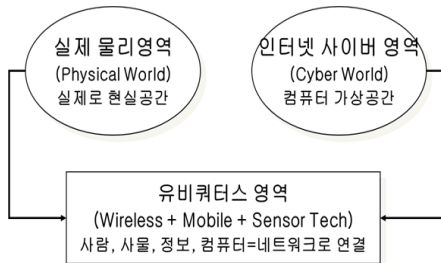 실제 물리영역
(Physical World)
실제로 현실공간
인터넷 사이버 영역
(Cyber World)
컴퓨터 가상공간
유비쿼터스 영역
(Wireless + Mobile + Sensor Tech)
사람, 사물, 정보, 컴퓨터=네트워크로 연결